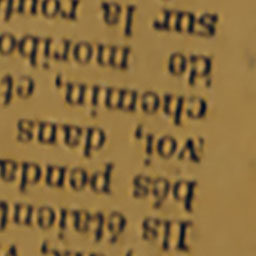 Ils étaient
bés penda
voi, dans
chemin, et
de moribo
sur la rout